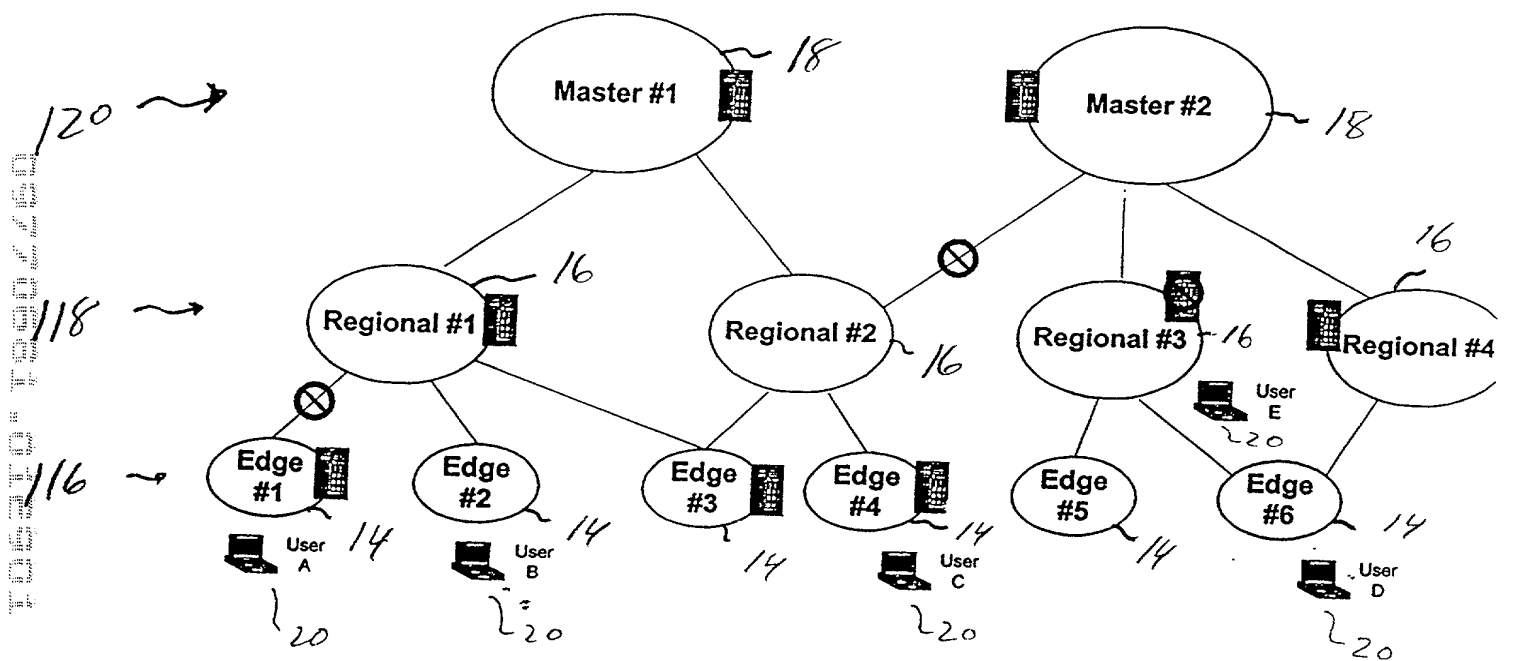 18
Master #1
Master #2
120
18
16
16
118
Regional #1
Regional #2
Regional #3
Regional #4
16
16
User
E
20
116
Edge
#1
Edge
#2
Edge
#3
Edge
#4
Edge
#5
Edge
#6
14
14
14
14
14
14
User
A
User
B
User
C
User
D
20
20
20
20